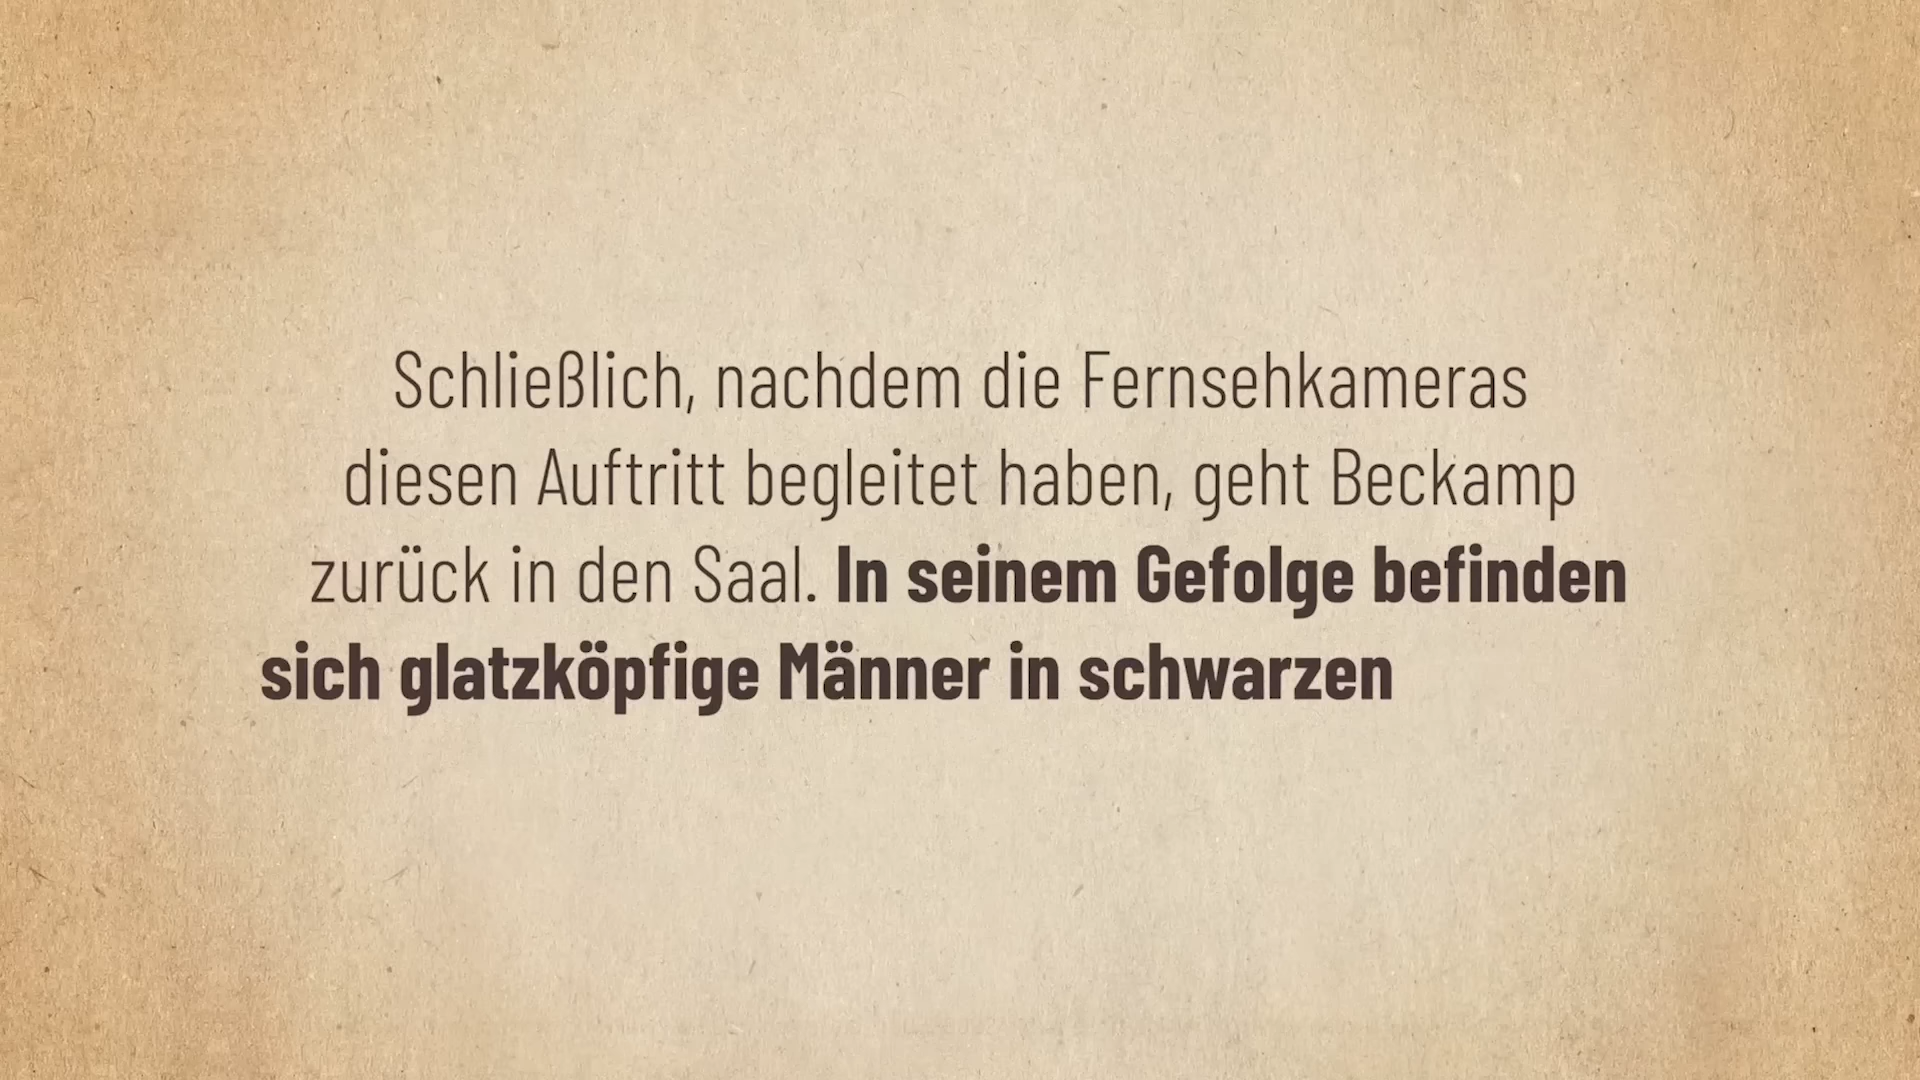 Schließlich, nachdem die Fernsehkameras
diesen Auftritt begleitet haben, geht Beckamp
zurück in den Saal. In seinem Gefolge befinden
sich glatzköpfige Männer in schwarzen